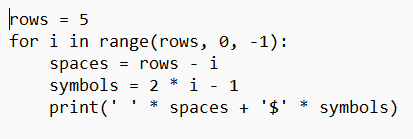 rows = 5
for i in range(rows, 0, -1):
    spaces = rows - i
    symbols = 2 * i - 1
    print(' ' * spaces + '$' * symbols)